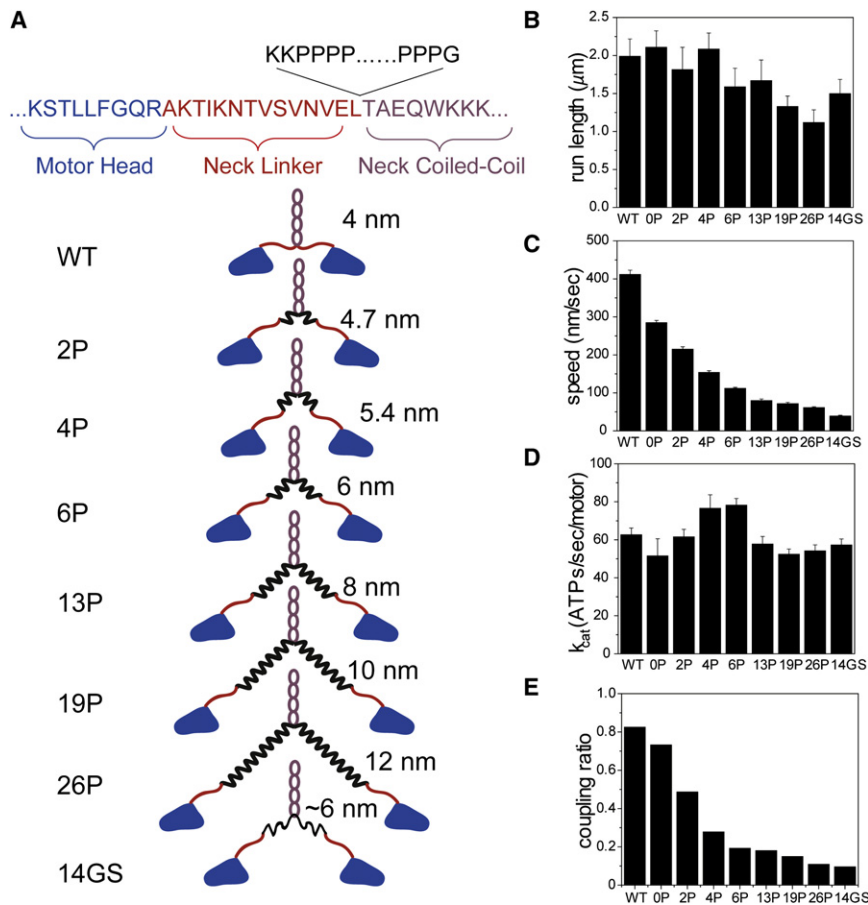 A
KKPPPP......PPPG
...KSTLLFGQRAKTIKNTVSVNVELTAEQWKKK...
Motor Head Neck Linker Neck Coiled-Coil
WT 4 nm
2P 4.7 nm
4P 5.4 nm
6P 6 nm
13P 8 nm
19P 10 nm
26P 12 nm
14GS ~6 nm
B
run length (μm)
2.5
2.0
1.5
1.0
0.5
0.0
WT 0P 2P 4P 6P 13P 19P 26P 14GS
C
speed (nm/sec)
500
400
300
200
100
0
WT 0P 2P 4P 6P 13P 19P 26P 14GS
D
kcat (ATPs/sec/motor)
100
80
60
40
20
0
WT 0P 2P 4P 6P 13P 19P 26P 14GS
E
coupling ratio
1.0
0.8
0.6
0.4
0.2
0
WT 0P 2P 4P 6P 13P 19P 26P 14GS